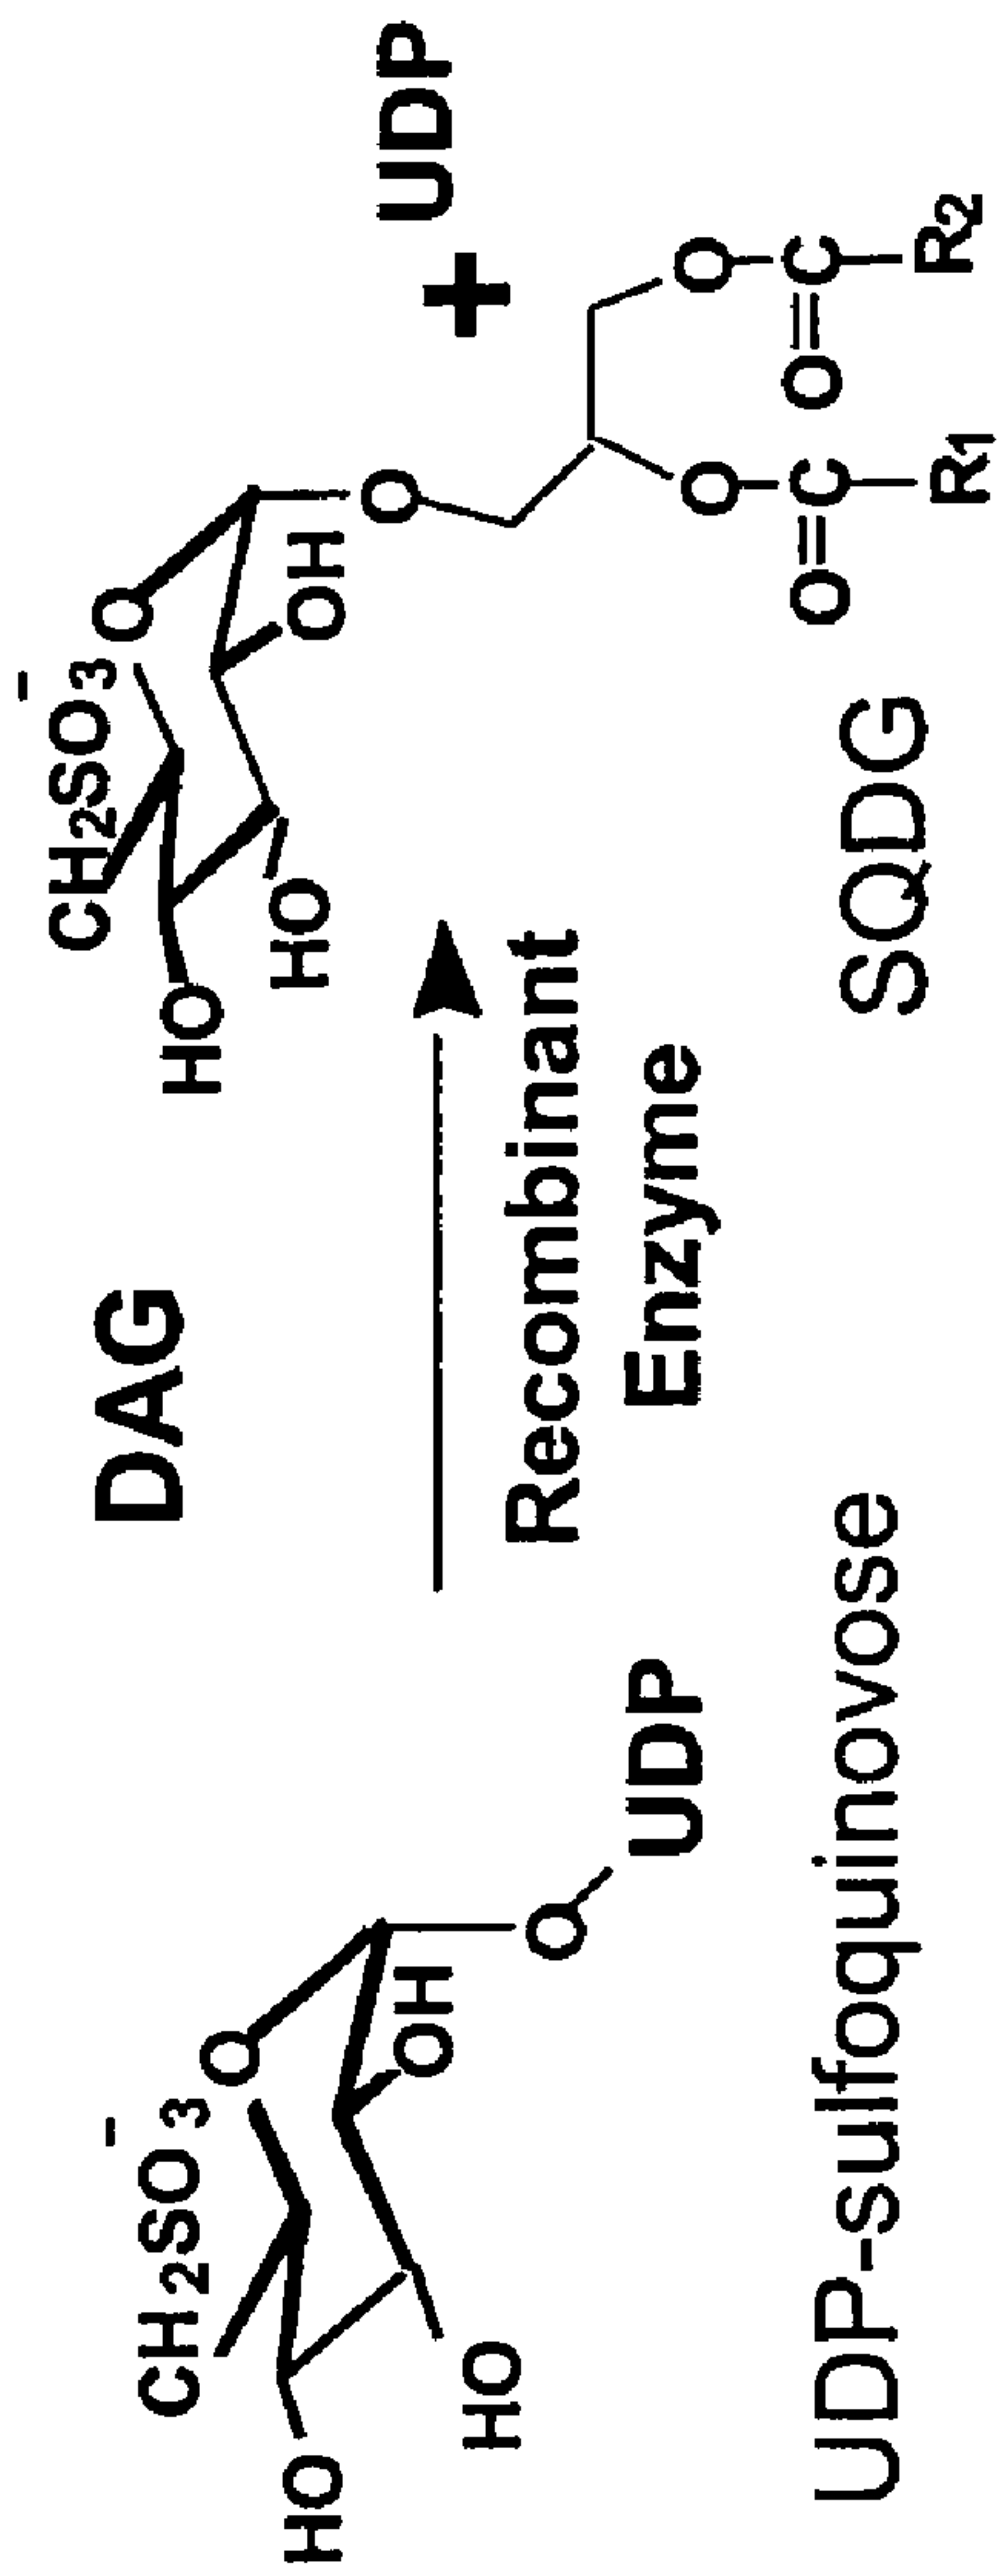 CH2SO3-
O
HO
HO
OH
O
UDP
UDP-sulfoquinovose
DAG
Recombinant
Enzyme
CH2SO3-
O
HO
HO
OH
O
O
O
O=C
O=C
R1
R2
SQDG
+
UDP